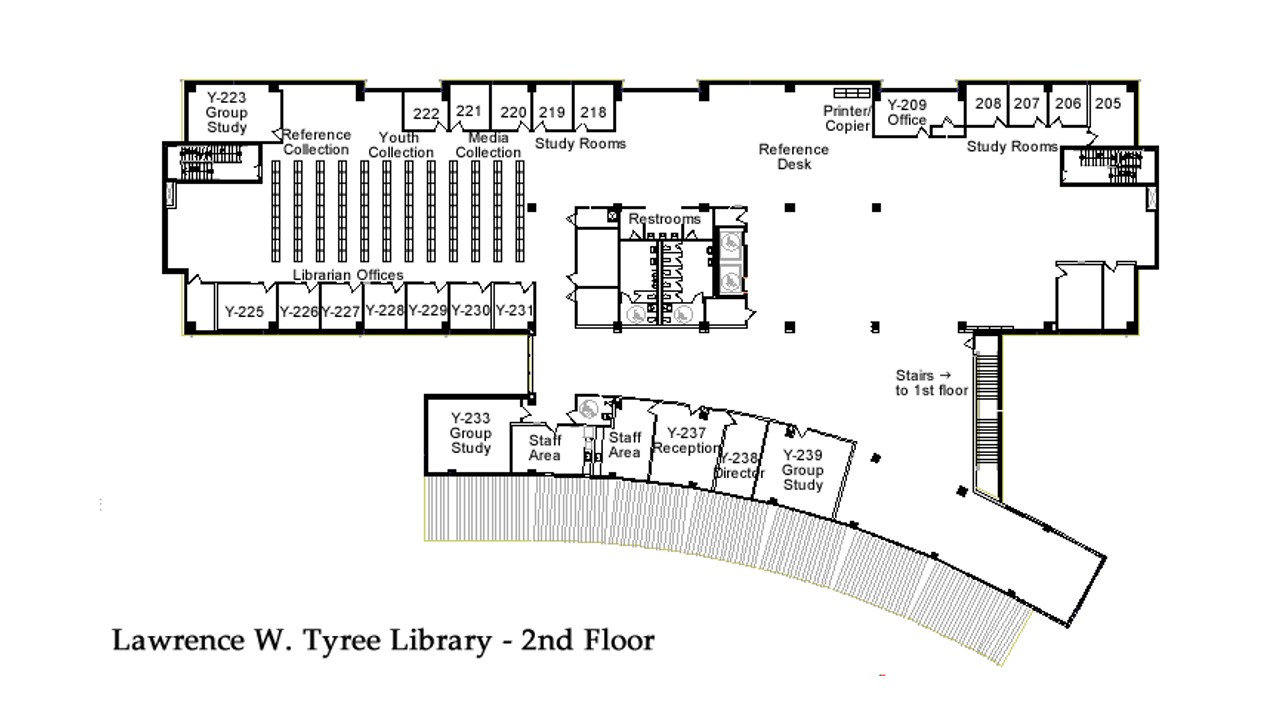 Y-223
Group
Study
222
221
220
219
218
Study Rooms
Reference
Collection
Youth
Collection
Media
Collection
Printer/
Copier
Y-209
Office
208
207
206
205
Study Rooms
Reference
Desk
Restrooms
Librarian Offices
Y-225
Y-226
Y-227
Y-228
Y-229
Y-230
Y-231
Stairs →
to 1st floor
Y-233
Group
Study
Staff
Area
Staff
Area
Y-237
Reception
Y-238
Director
Y-239
Group
Study
Lawrence W. Tyree Library - 2nd Floor